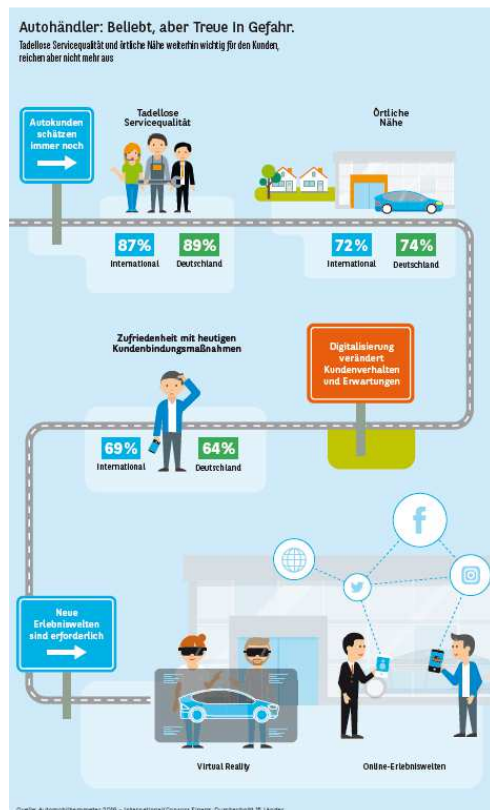 Autohändler: Beliebt, aber Treue in Gefahr.
Tadellose Servicequalität und örtliche Nähe weiterhin wichtig für den Kunden,
reichen aber nicht mehr aus
Autokunden
schätzen
immer noch
Tadellose
Servicequalität
Örtliche
Nähe
87%
89%
International
Deutschland
72%
74%
International
Deutschland
Zufriedenheit mit heutigen
Kundenbindungsmaßnahmen
Digitalisierung
verändert
Kundenverhalten
und Erwartungen
69%
64%
International
Deutschland
Neue
Erlebniswelten
sind erforderlich
Virtual Reality
Online-Erlebniswelten